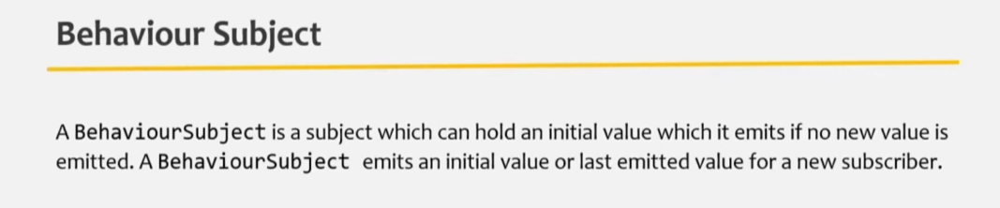 Behaviour Subject
A BehaviourSubject is a subject which can hold an initial value which it emits if no new value is
emitted. A BehaviourSubject emits an initial value or last emitted value for a new subscriber.